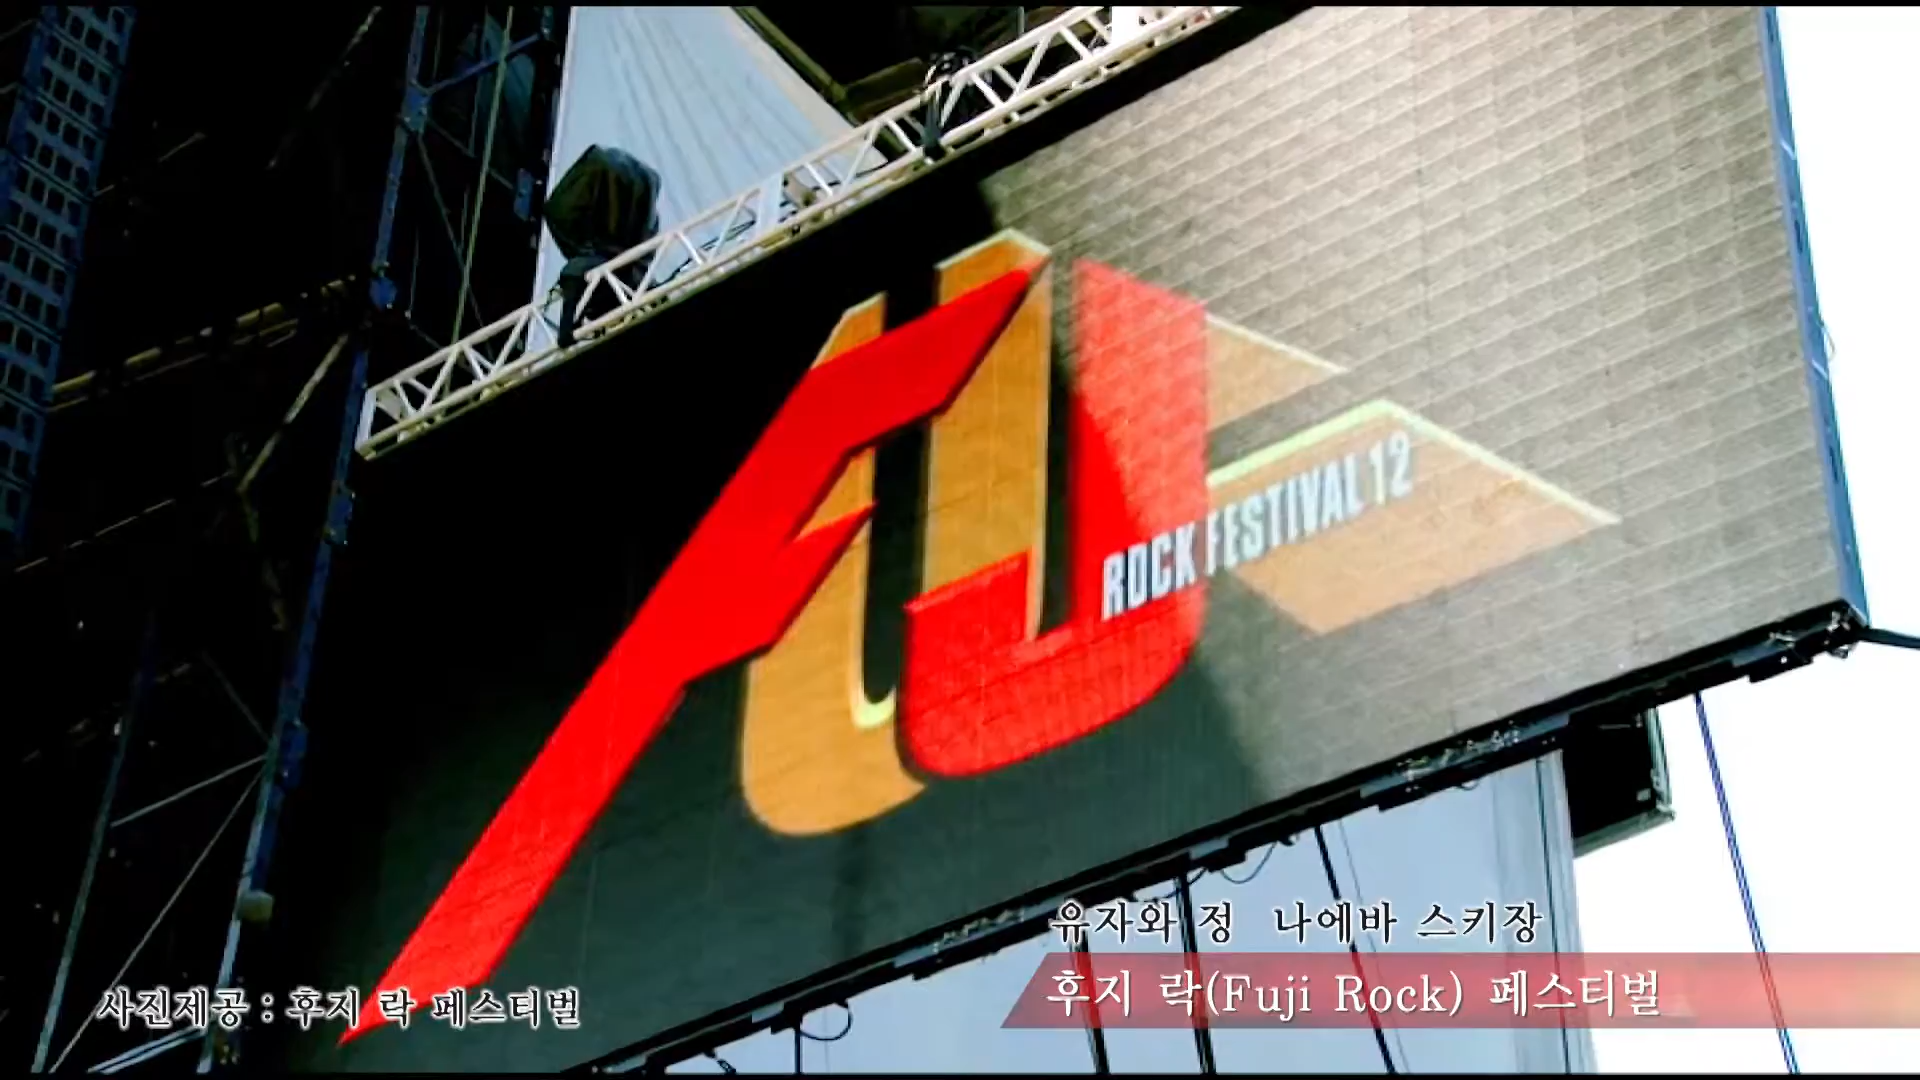 FUJI
ROCK FESTIVAL 12
유자와 정 나에바 스키장
후지 락(Fuji Rock) 페스티벌
사진제공 : 후지 락 페스티벌